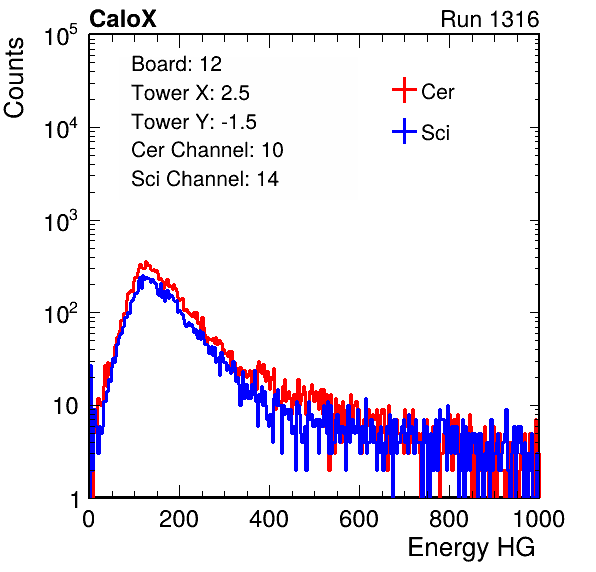 CaloX Run 1316
Counts
10^5
10^4
10^3
10^2
10
1
Board: 12
Tower X: 2.5
Tower Y: -1.5
Cer Channel: 10
Sci Channel: 14
Cer
Sci
0 200 400 600 800 1000
Energy HG